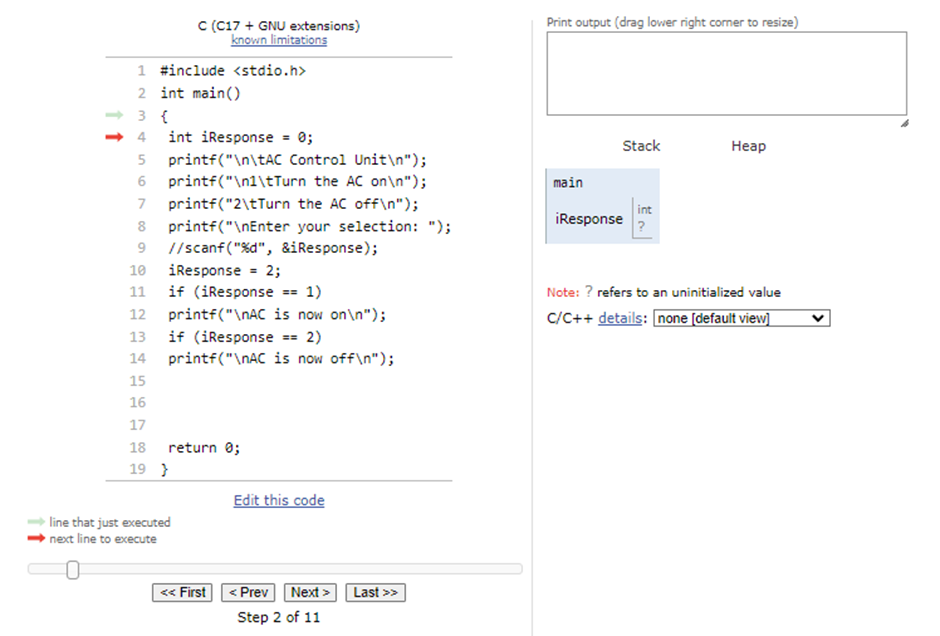 C (C17 + GNU extensions)
known limitations
1 #include <stdio.h>
2 int main()
3 {
4 int iResponse = 0;
5 printf("\n\tAC Control Unit\n");
6 printf("\n1\tTurn the AC on\n");
7 printf("2\tTurn the AC off\n");
8 printf("\nEnter your selection: ");
9 //scanf("%d", &iResponse);
10 iResponse = 2;
11 if (iResponse == 1)
12 printf("\nAC is now on\n");
13 if (iResponse == 2)
14 printf("\nAC is now off\n");
15
16
17
18 return 0;
19 }
Edit this code
line that just executed
next line to execute
<< First < Prev Next > Last >>
Step 2 of 11
Print output (drag lower right corner to resize)
Stack Heap
main
iResponse int
?
Note: ? refers to an uninitialized value
C/C++ details: none [default view]